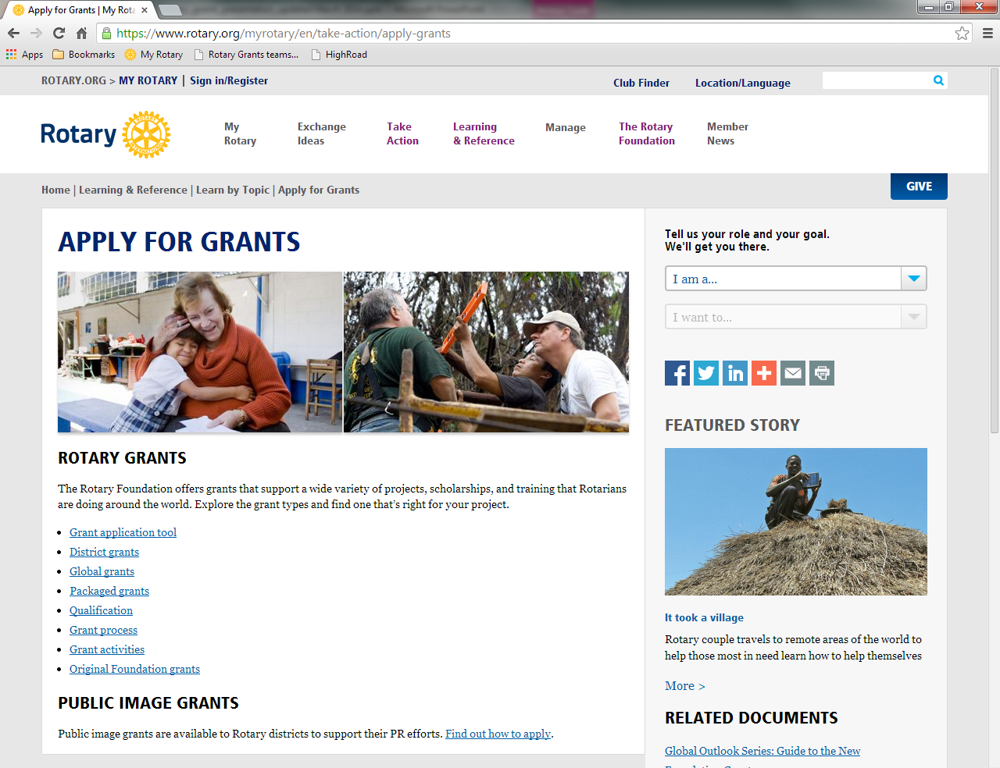 Apply for Grants | My Rota
https://www.rotary.org/myrotary/en/take-action/apply-grants
Apps Bookmarks My Rotary Rotary Grants teams... HighRoad
ROTARY.ORG > MY ROTARY | Sign in/Register
Club Finder Location/Language
Rotary
My Rotary
Exchange Ideas
Take Action
Learning & Reference
Manage
The Rotary Foundation
Member News
Home | Learning & Reference | Learn by Topic | Apply for Grants
GIVE
APPLY FOR GRANTS
ROTARY GRANTS
The Rotary Foundation offers grants that support a wide variety of projects, scholarships, and training that Rotarians
are doing around the world. Explore the grant types and find one that's right for your project.
Grant application tool
District grants
Global grants
Packaged grants
Qualification
Grant process
Grant activities
Original Foundation grants
PUBLIC IMAGE GRANTS
Public image grants are available to Rotary districts to support their PR efforts. Find out how to apply.
Tell us your role and your goal.
We'll get you there.
I am a...
I want to...
FEATURED STORY
It took a village
Rotary couple travels to remote areas of the world to
help those most in need learn how to help themselves
More >
RELATED DOCUMENTS
Global Outlook Series: Guide to the New